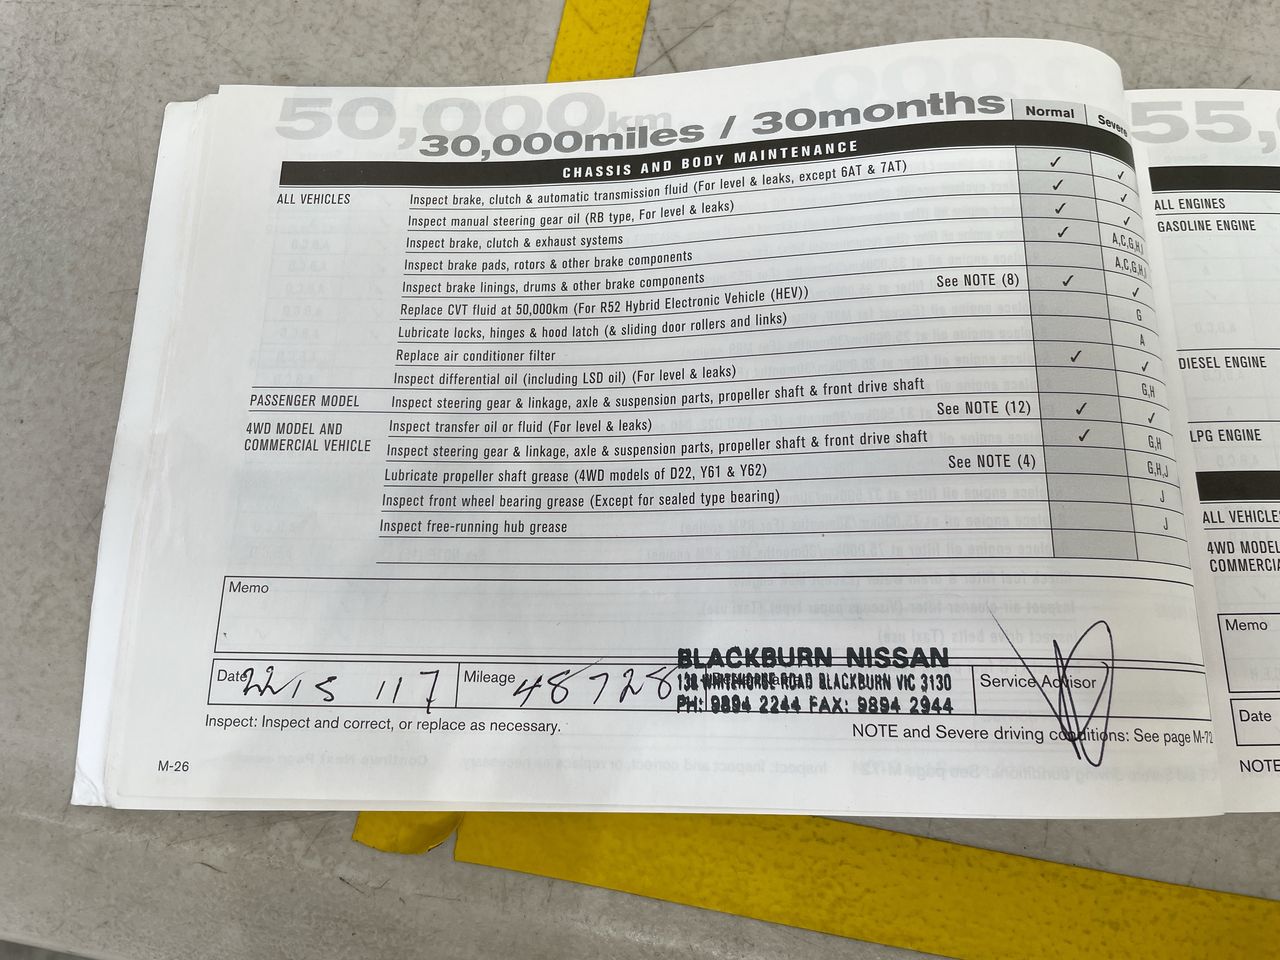 50,000km
30,000miles / 30months
Normal
Severe
CHASSIS AND BODY MAINTENANCE
ALL VEHICLES
Inspect brake, clutch & automatic transmission fluid (For level & leaks, except 6AT & 7AT) ✓ ✓
Inspect manual steering gear oil (RB type, For level & leaks) ✓ ✓
Inspect brake, clutch & exhaust systems ✓ ✓
Inspect brake pads, rotors & other brake components ✓ A,C,G,H,
Inspect brake linings, drums & other brake components A,C,G,H,
Replace CVT fluid at 50,000km (For R52 Hybrid Electronic Vehicle (HEV)) See NOTE (8) ✓ ✓
Lubricate locks, hinges & hood latch (& sliding door rollers and links) G
Replace air conditioner filter A
Inspect differential oil (including LSD oil) (For level & leaks) ✓ ✓
PASSENGER MODEL
Inspect steering gear & linkage, axle & suspension parts, propeller shaft & front drive shaft G,H
4WD MODEL AND
COMMERCIAL VEHICLE
Inspect transfer oil or fluid (For level & leaks) See NOTE (12) ✓ ✓
Inspect steering gear & linkage, axle & suspension parts, propeller shaft & front drive shaft ✓ G,H
Lubricate propeller shaft grease (4WD models of D22, Y61 & Y62) See NOTE (4) G,H,J
Inspect front wheel bearing grease (Except for sealed type bearing) J
Inspect free-running hub grease J
Memo
Date 22 / 5 / 17
Mileage 48728
BLACKBURN NISSAN
WHITEHORSE ROAD BLACKBURN VIC 3130
PH: 9894 2244 FAX: 9894 2944
Service Advisor
Inspect: Inspect and correct, or replace as necessary.
NOTE and Severe driving conditions: See page M-72
M-26
55,
ALL ENGINES
GASOLINE ENGINE
DIESEL ENGINE
LPG ENGINE
ALL VEHICLE
4WD MODEL
COMMERCIA
Memo
Date
NOTE